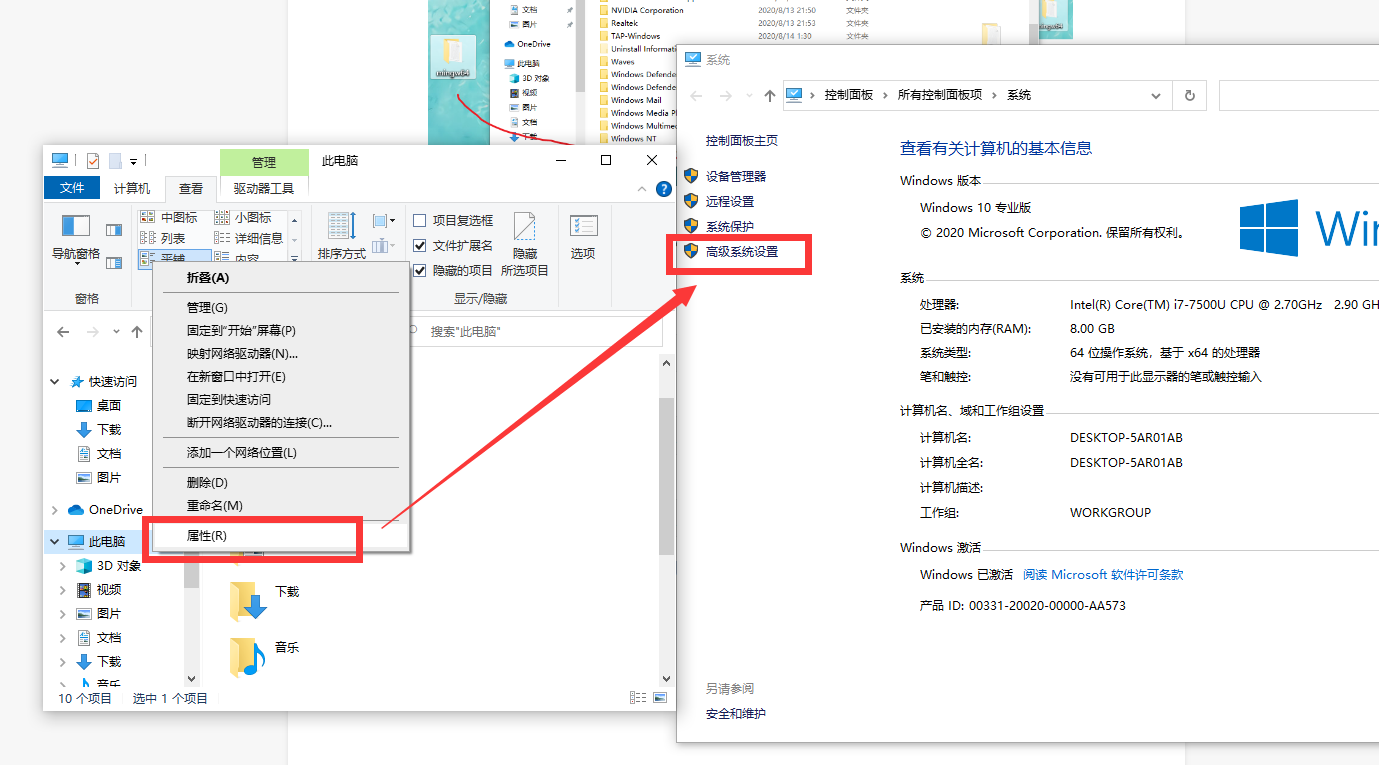 文档
图片
OneDrive
此电脑
3D 对象
视频
图片
文档
下载
mingw64
NVIDIA Corporation 2020/8/13 21:50 文件夹
Realtek 2020/8/13 21:53 文件夹
TAP-Windows 2020/8/14 1:30 文件夹
Uninstall Informati
Waves
Windows Defende
Windows Defende
Windows Mail
Windows Media Pl
Windows Multimed
Windows NT
mingw64
管理
此电脑
文件
计算机
查看
驱动器工具
导航窗格
窗格
中图标
小图标
列表
详细信息
平铺
内容
排序方式
项目复选框
文件扩展名
隐藏的项目
隐藏
所选项目
显示/隐藏
选项
搜索"此电脑"
快速访问
桌面
下载
文档
图片
OneDrive
此电脑
3D 对象
视频
图片
文档
下载
音乐
折叠(A)
管理(G)
固定到"开始"屏幕(P)
映射网络驱动器(N)...
在新窗口中打开(E)
固定到快速访问
断开网络驱动器的连接(C)...
添加一个网络位置(L)
删除(D)
重命名(M)
属性(R)
下载
音乐
10 个项目
选中 1 个项目
系统
控制面板
所有控制面板项
系统
控制面板主页
设备管理器
远程设置
系统保护
高级系统设置
另请参阅
安全和维护
查看有关计算机的基本信息
Windows 版本
Windows 10 专业版
© 2020 Microsoft Corporation. 保留所有权利。
Wi
系统
处理器: Intel(R) Core(TM) i7-7500U CPU @ 2.70GHz 2.90 GH
已安装的内存(RAM): 8.00 GB
系统类型: 64 位操作系统, 基于 x64 的处理器
笔和触控: 没有可用于此显示器的笔或触控输入
计算机名、域和工作组设置
计算机名: DESKTOP-5AR01AB
计算机全名: DESKTOP-5AR01AB
计算机描述:
工作组: WORKGROUP
Windows 激活
Windows 已激活 阅读 Microsoft 软件许可条款
产品 ID: 00331-20020-00000-AA573